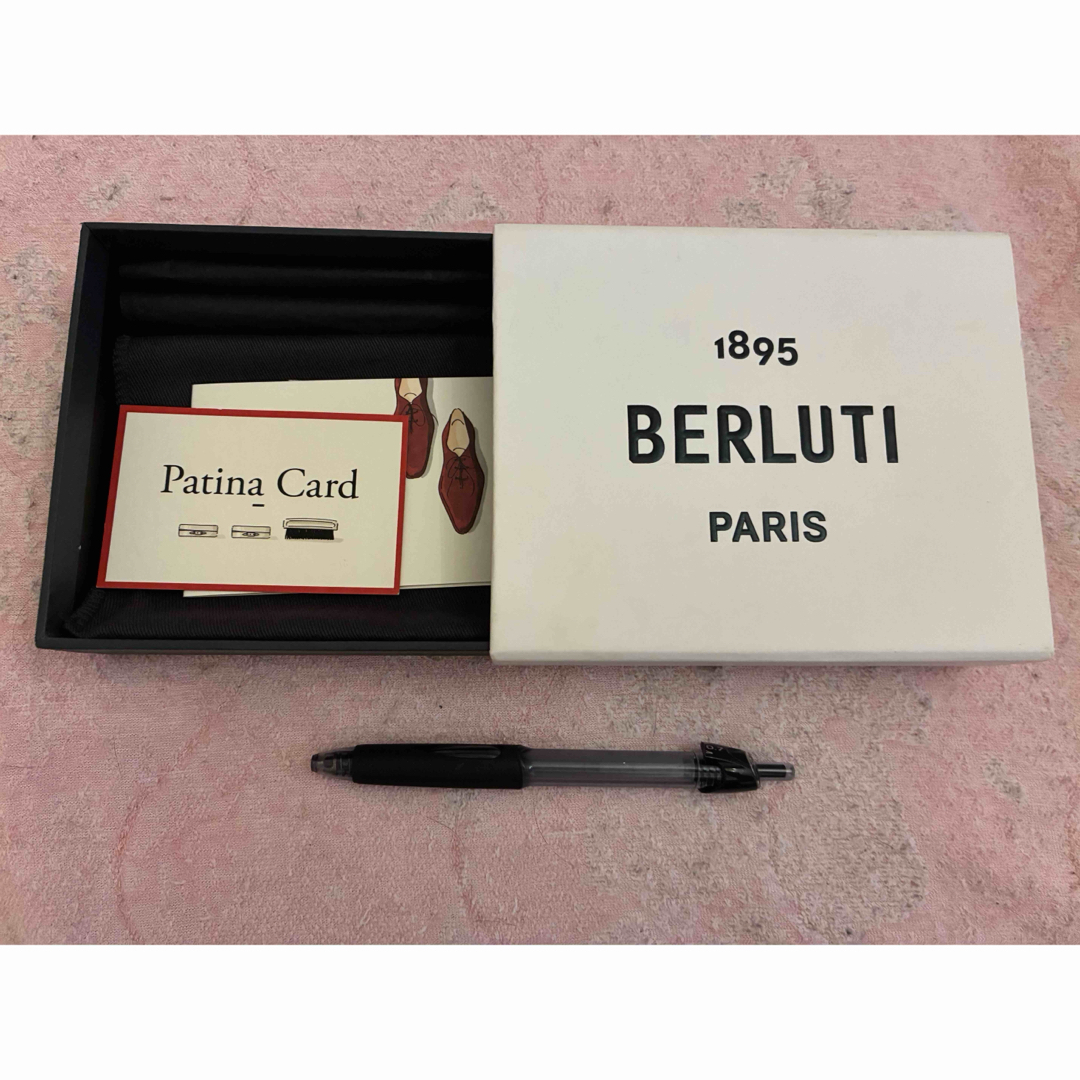 Patina Card
1895
BERLUTI
PARIS